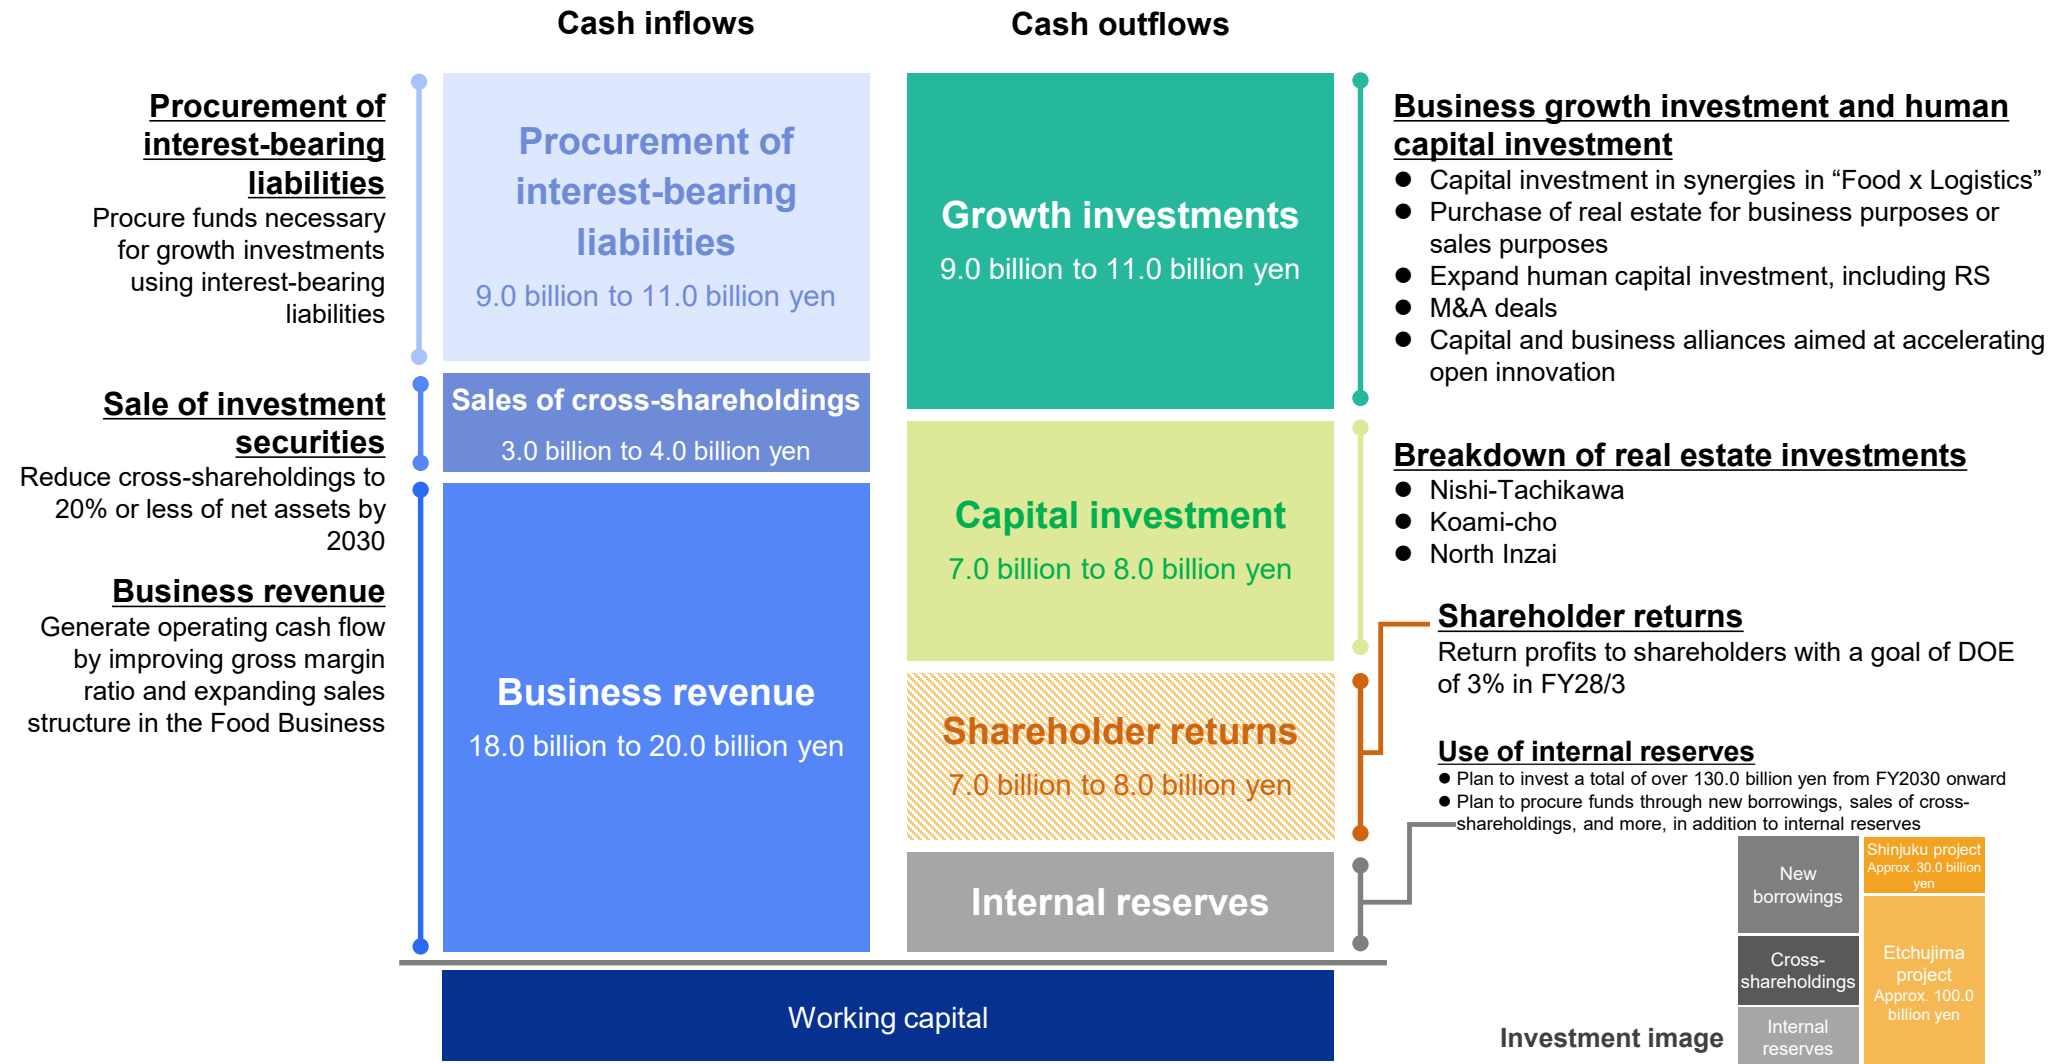 Cash inflows
Cash outflows
Procurement of
interest-bearing
liabilities
Procure funds necessary
for growth investments
using interest-bearing
liabilities
Sale of investment
securities
Reduce cross-shareholdings to
20% or less of net assets by
2030
Business revenue
Generate operating cash flow
by improving gross margin
ratio and expanding sales
structure in the Food Business
Procurement of
interest-bearing
liabilities
9.0 billion to 11.0 billion yen
Sales of cross-shareholdings
3.0 billion to 4.0 billion yen
Business revenue
18.0 billion to 20.0 billion yen
Growth investments
9.0 billion to 11.0 billion yen
Capital investment
7.0 billion to 8.0 billion yen
Shareholder returns
7.0 billion to 8.0 billion yen
Internal reserves
Working capital
Business growth investment and human
capital investment
● Capital investment in synergies in “Food x Logistics”
● Purchase of real estate for business purposes or
sales purposes
● Expand human capital investment, including RS
● M&A deals
● Capital and business alliances aimed at accelerating
open innovation
Breakdown of real estate investments
● Nishi-Tachikawa
● Koami-cho
● North Inzai
Shareholder returns
Return profits to shareholders with a goal of DOE
of 3% in FY28/3
Use of internal reserves
● Plan to invest a total of over 130.0 billion yen from FY2030 onward
● Plan to procure funds through new borrowings, sales of cross-
shareholdings, and more, in addition to internal reserves
New
borrowings
Cross-
shareholdings
Internal
reserves
Shinjuku project
Approx. 30.0 billion
yen
Etchujima
project
Approx. 100.0
billion yen
Investment image